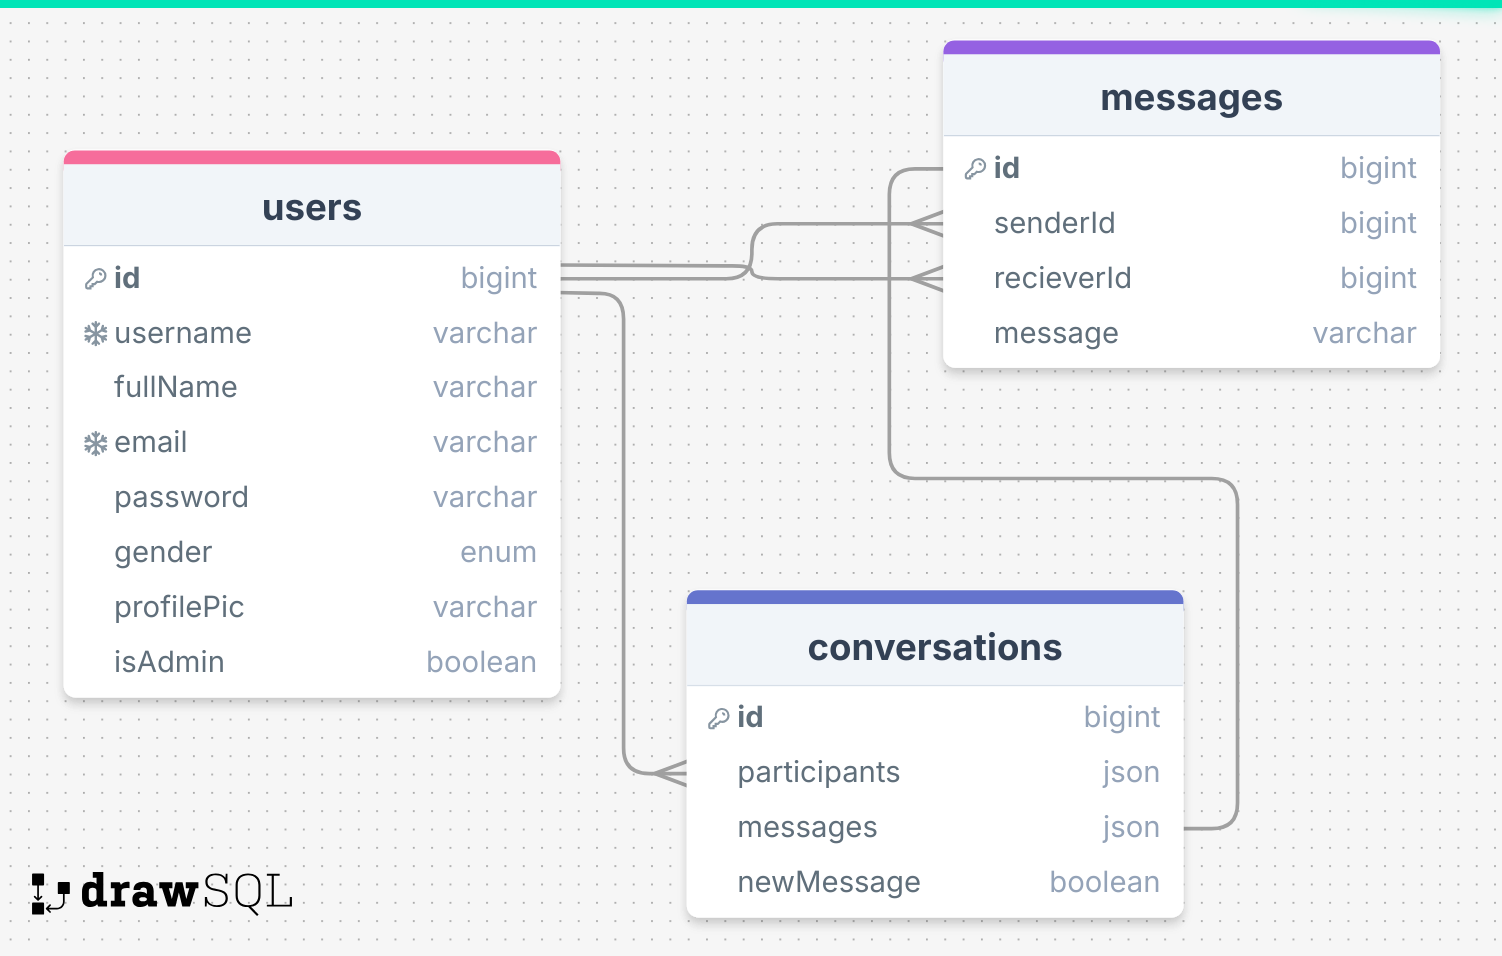 messages
id bigint
senderId bigint
recieverId bigint
message varchar
users
id bigint
username varchar
fullName varchar
email varchar
password varchar
gender enum
profilePic varchar
isAdmin boolean
conversations
id bigint
participants json
messages json
newMessage boolean
drawSQL